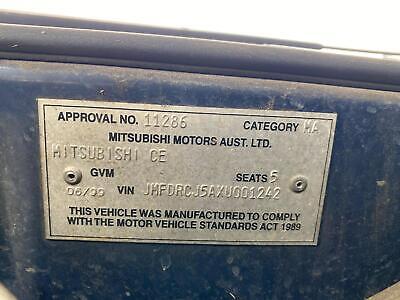 APPROVAL NO. 11286 CATEGORY MA
MITSUBISHI MOTORS AUST. LTD.
MITSUBISHI CE
GVM SEATS 5
06/99 VIN JMFDRCJ5AXU001242
THIS VEHICLE WAS MANUFACTURED TO COMPLY
WITH THE MOTOR VEHICLE STANDARDS ACT 1989